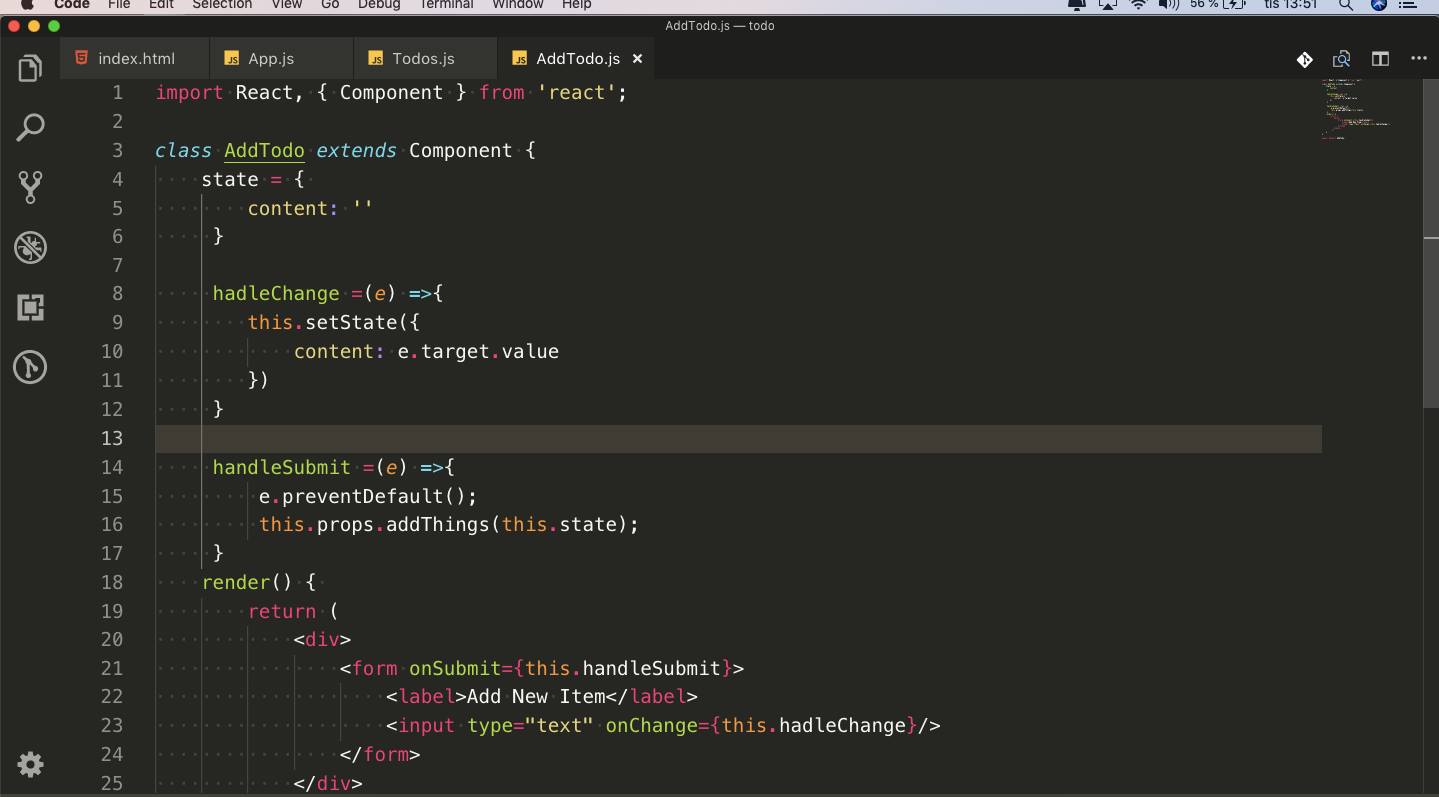 Code File Edit Selection View Go Debug Terminal Window Help 56 % tis 13:51
AddTodo.js — todo
index.html JS App.js JS Todos.js JS AddTodo.js ×
1 import React, { Component } from 'react';
2
3 class AddTodo extends Component {
4 state = {
5 content: ''
6 }
7
8 hadleChange =(e) =>{
9 this.setState({
10 content: e.target.value
11 })
12 }
13
14 handleSubmit =(e) =>{
15 e.preventDefault();
16 this.props.addThings(this.state);
17 }
18 render() {
19 return (
20 <div>
21 <form onSubmit={this.handleSubmit}>
22 <label>Add New Item</label>
23 <input type="text" onChange={this.hadleChange}/>
24 </form>
25 </div>